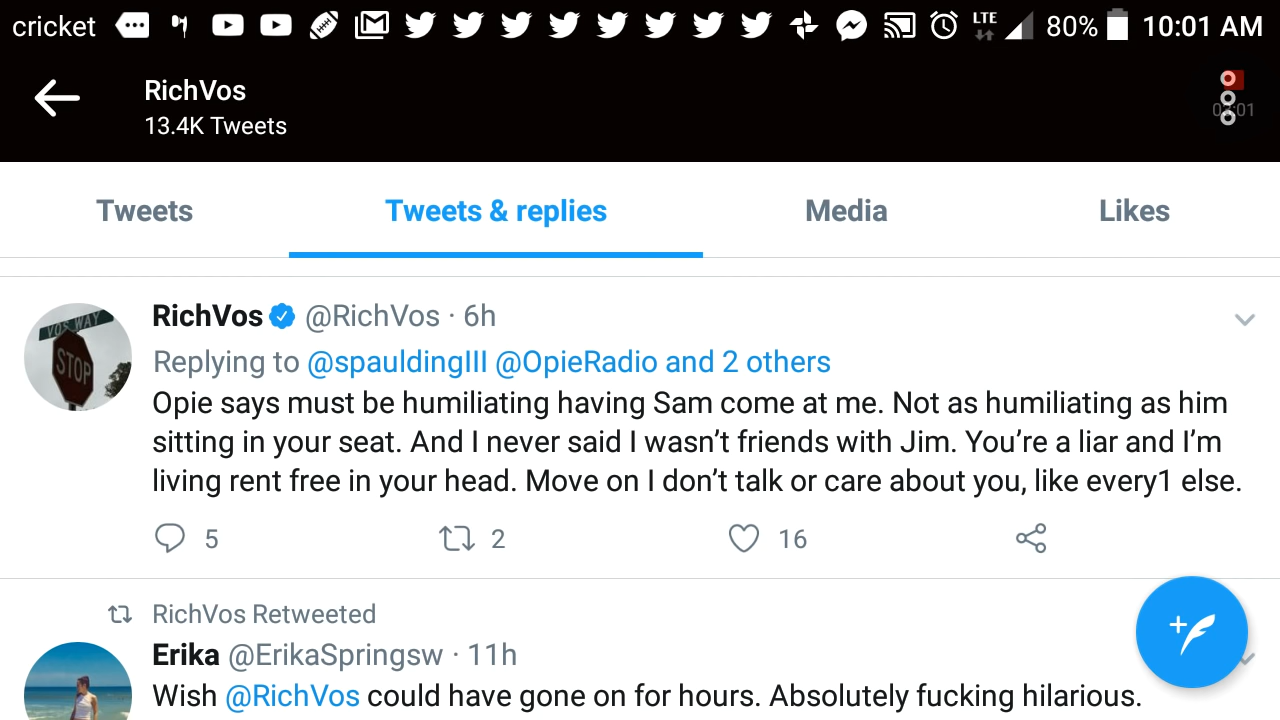 cricket LTE 80% 10:01 AM
RichVos
13.4K Tweets
Tweets Tweets & replies Media Likes
VOS WAY
STOP
RichVos @RichVos · 6h
Replying to @spauldingIII @OpieRadio and 2 others
Opie says must be humiliating having Sam come at me. Not as humiliating as him
sitting in your seat. And I never said I wasn’t friends with Jim. You’re a liar and I’m
living rent free in your head. Move on I don’t talk or care about you, like every1 else.
5 2 16
RichVos Retweeted
Erika @ErikaSpringsw · 11h
Wish @RichVos could have gone on for hours. Absolutely fucking hilarious.